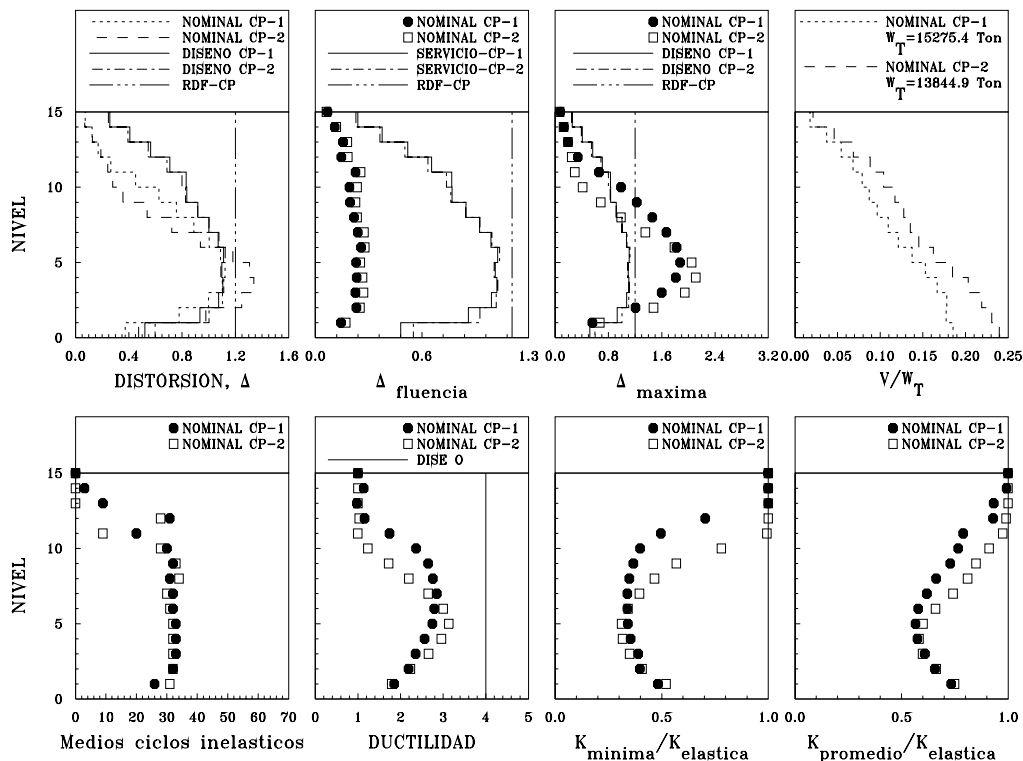 NOMINAL CP-1
NOMINAL CP-2
DISENO CP-1
DISENO CP-2
RDF-CP
15
10
5
0
NIVEL
0.0 0.4 0.8 1.2 1.6
DISTORSION, Δ
NOMINAL CP-1
NOMINAL CP-2
SERVICIO-CP-1
SERVICIO-CP-2
RDF-CP
0.0 0.6 1.3
Δ fluencia
NOMINAL CP-1
NOMINAL CP-2
DISENO CP-1
DISENO CP-2
RDF-CP
0.0 0.8 1.6 2.4 3.2
Δ maxima
NOMINAL CP-1
W_T=15275.4 Ton
NOMINAL CP-2
W_T=13844.9 Ton
0.00 0.05 0.10 0.15 0.20 0.25
V/W_T
NOMINAL CP-1
NOMINAL CP-2
15
10
5
0
NIVEL
0 10 20 30 40 50 60 70
Medios ciclos inelasticos
NOMINAL CP-1
NOMINAL CP-2
DISE O
0 1 2 3 4 5
DUCTILIDAD
NOMINAL CP-1
NOMINAL CP-2
0.0 0.5 1.0
K minima/K elastica
NOMINAL CP-1
NOMINAL CP-2
0.0 0.5 1.0
K promedio/K elastica